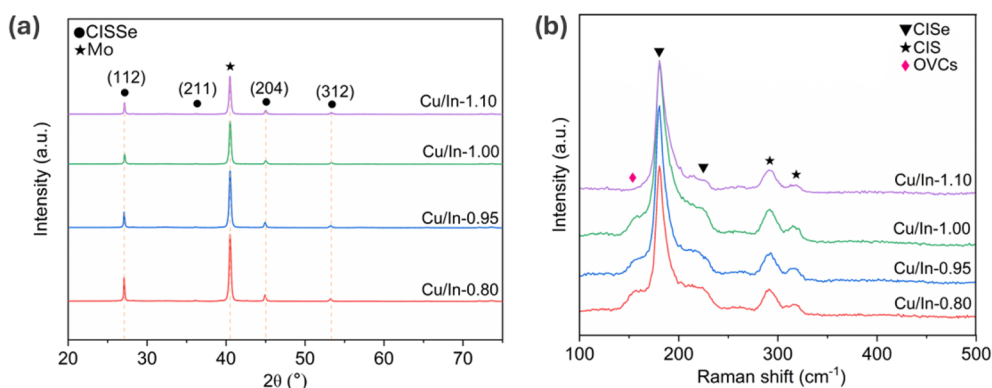 (a)
●CISSe
★Mo
(112)
(211)
(204)
(312)
Cu/In-1.10
Cu/In-1.00
Cu/In-0.95
Cu/In-0.80
Intensity (a.u.)
20 30 40 50 60 70
2θ (°)
(b)
▼CISe
★CIS
♦OVCs
Cu/In-1.10
Cu/In-1.00
Cu/In-0.95
Cu/In-0.80
Intensity (a.u.)
100 200 300 400 500
Raman shift (cm⁻¹)